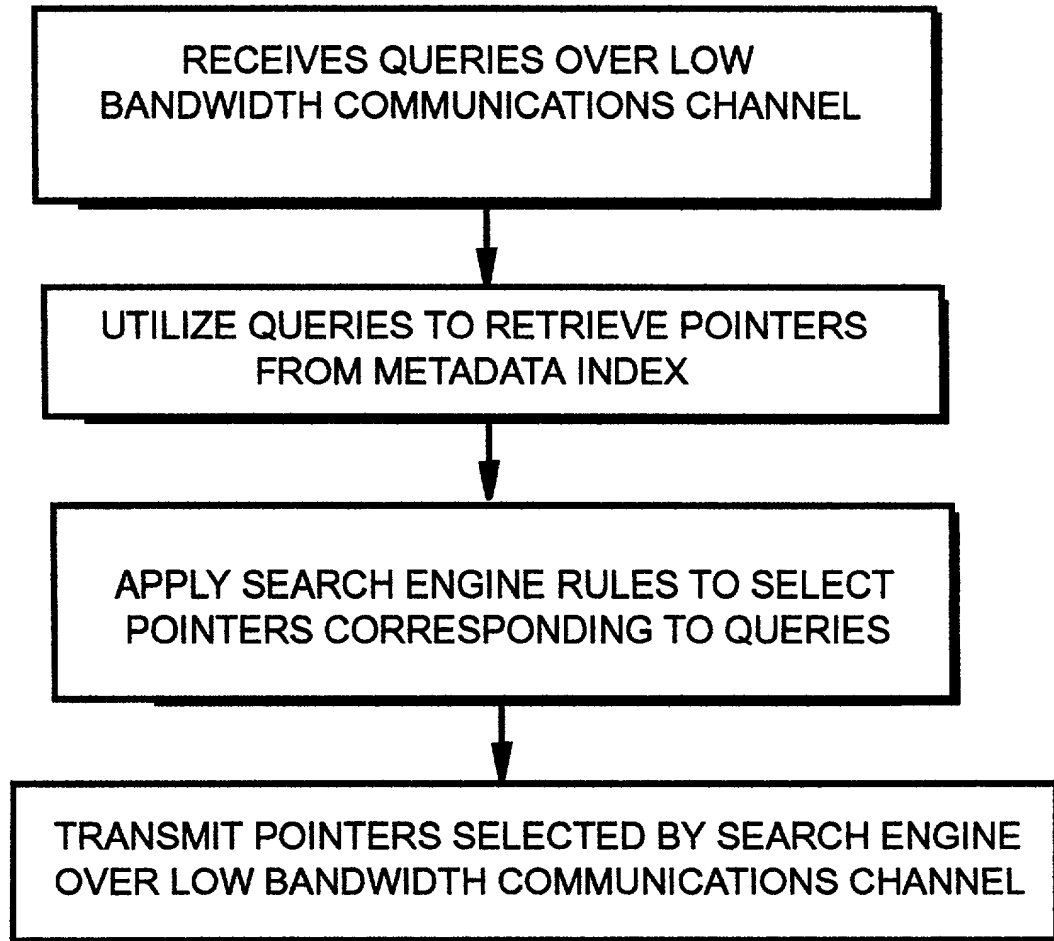 RECEIVES QUERIES OVER LOW
BANDWIDTH COMMUNICATIONS CHANNEL
UTILIZE QUERIES TO RETRIEVE POINTERS
FROM METADATA INDEX
APPLY SEARCH ENGINE RULES TO SELECT
POINTERS CORRESPONDING TO QUERIES
TRANSMIT POINTERS SELECTED BY SEARCH ENGINE
OVER LOW BANDWIDTH COMMUNICATIONS CHANNEL